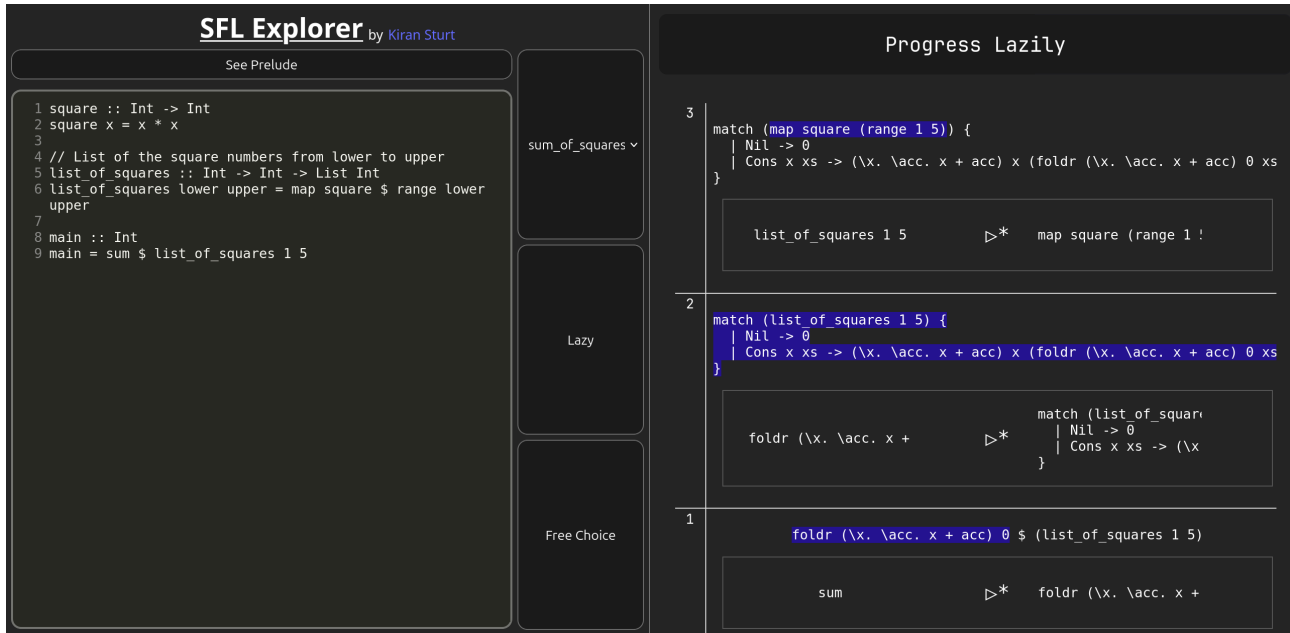 SFL Explorer by Kiran Sturt
See Prelude
1 square :: Int -> Int
2 square x = x * x
3
4 // List of the square numbers from lower to upper
5 list_of_squares :: Int -> Int -> List Int
6 list_of_squares lower upper = map square $ range lower
upper
7
8 main :: Int
9 main = sum $ list_of_squares 1 5
sum_of_squares
Lazy
Free Choice
Progress Lazily
3
match (map square (range 1 5)) {
| Nil -> 0
| Cons x xs -> (\x. \acc. x + acc) x (foldr (\x. \acc. x + acc) 0 xs
}
list_of_squares 1 5 ▷* map square (range 1
2
match (list_of_squares 1 5) {
| Nil -> 0
| Cons x xs -> (\x. \acc. x + acc) x (foldr (\x. \acc. x + acc) 0 xs
}
foldr (\x. \acc. x + ▷*
match (list_of_squar
| Nil -> 0
| Cons x xs -> (\x
}
1
foldr (\x. \acc. x + acc) 0 $ (list_of_squares 1 5)
sum ▷* foldr (\x. \acc. x +